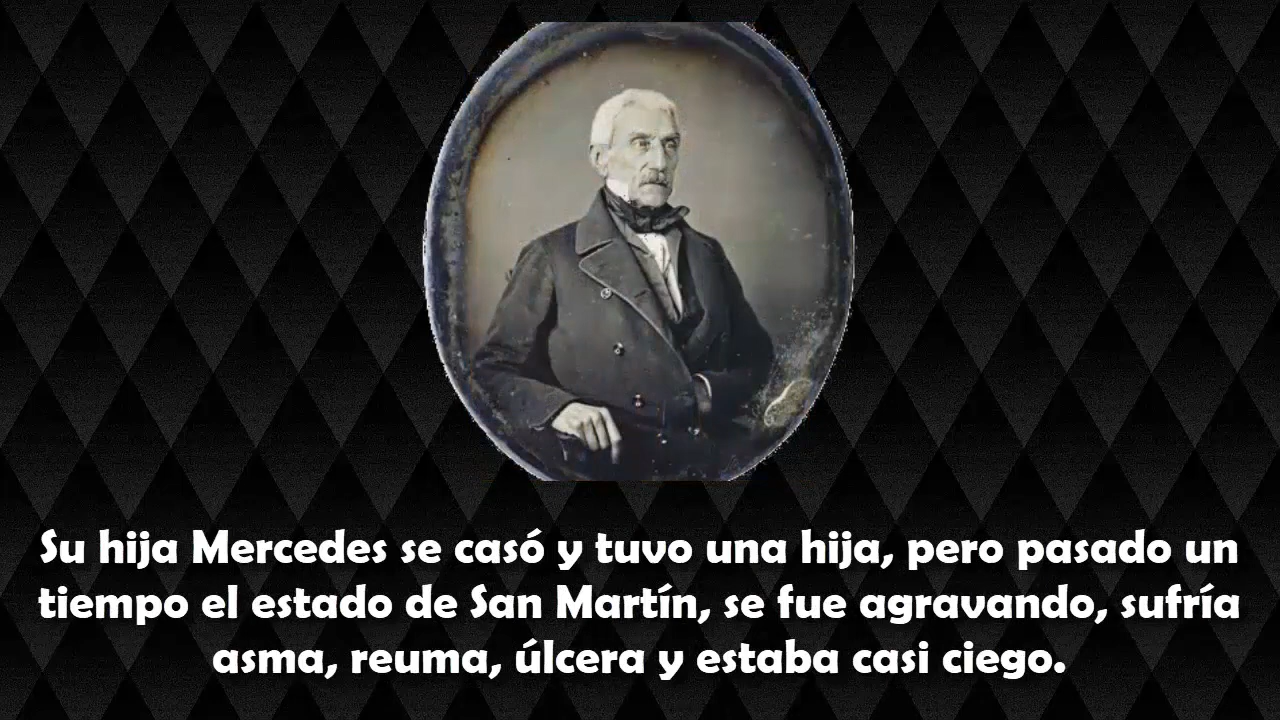 Su hija Mercedes se casó y tuvo una hija, pero pasado un
tiempo el estado de San Martín, se fue agravando, sufría
asma, reuma, úlcera y estaba casi ciego.